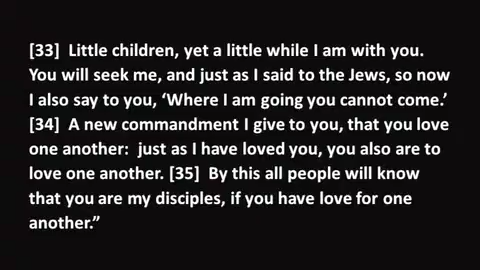 [33]  Little children, yet a little while I am with you.
You will seek me, and just as I said to the Jews, so now
I also say to you, ‘Where I am going you cannot come.’
[34]  A new commandment I give to you, that you love
one another:  just as I have loved you, you also are to
love one another. [35]  By this all people will know
that you are my disciples, if you have love for one
another.”